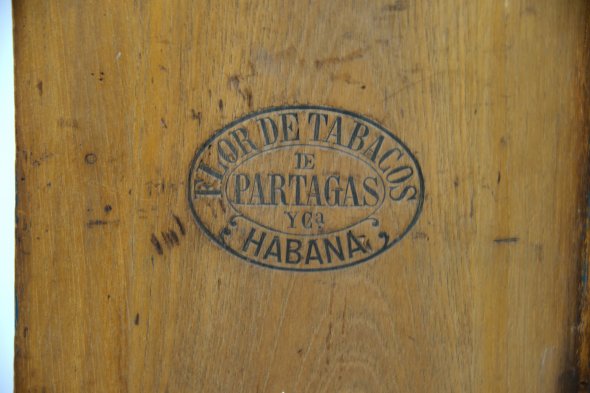 FLOR DE TABACOS
DE
PARTAGAS
Y Cª
HABANA